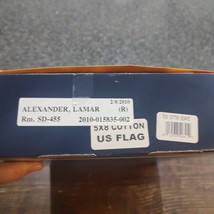 2/8/2010
ALEXANDER, LAMAR (R)
Rm. SD-455 2010-015835-002
5X8 COTTON
US FLAG